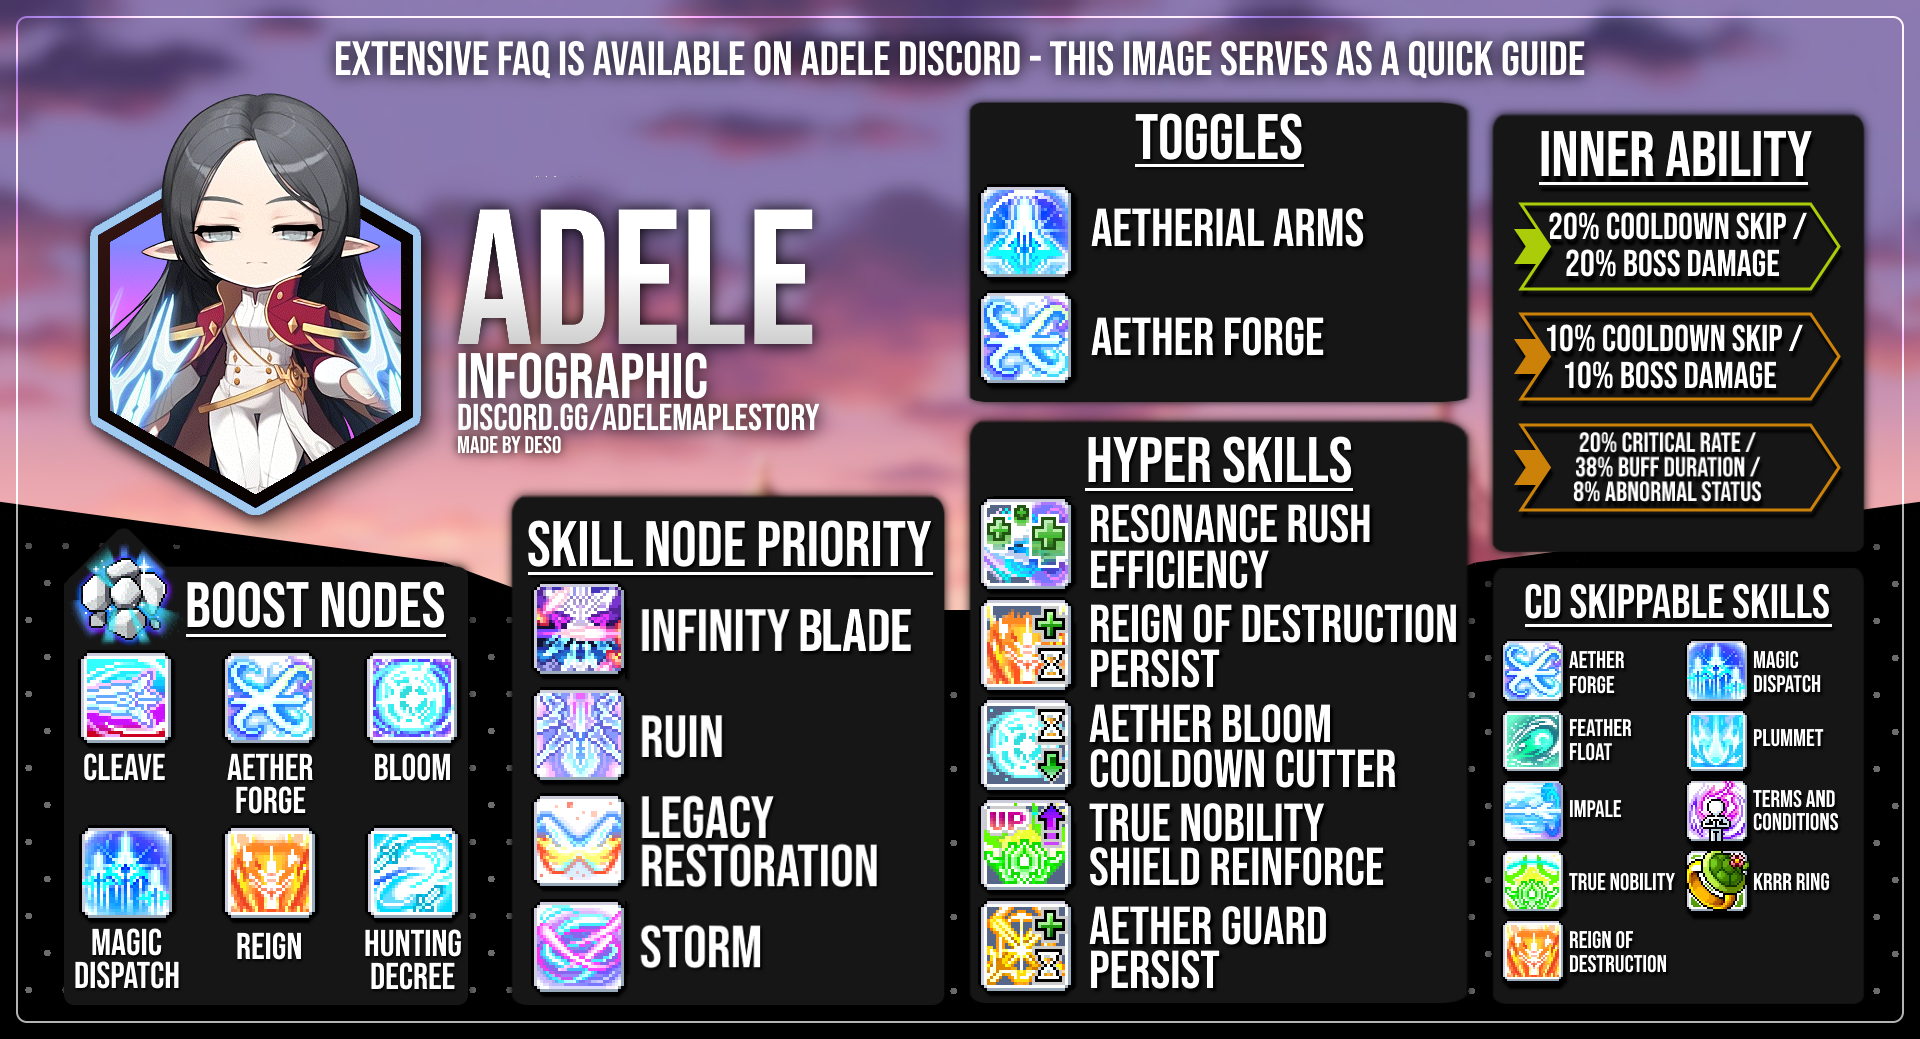 EXTENSIVE FAQ IS AVAILABLE ON ADELE DISCORD - THIS IMAGE SERVES AS A QUICK GUIDE
ADELE
INFOGRAPHIC
DISCORD.GG/ADELEMAPLESTORY
MADE BY DESO
BOOST NODES
CLEAVE
AETHER
FORGE
BLOOM
MAGIC
DISPATCH
REIGN
HUNTING
DECREE
SKILL NODE PRIORITY
INFINITY BLADE
RUIN
LEGACY
RESTORATION
STORM
TOGGLES
AETHERIAL ARMS
AETHER FORGE
HYPER SKILLS
RESONANCE RUSH
EFFICIENCY
REIGN OF DESTRUCTION
PERSIST
AETHER BLOOM
COOLDOWN CUTTER
UP
TRUE NOBILITY
SHIELD REINFORCE
AETHER GUARD
PERSIST
INNER ABILITY
20% COOLDOWN SKIP /
20% BOSS DAMAGE
10% COOLDOWN SKIP /
10% BOSS DAMAGE
20% CRITICAL RATE /
38% BUFF DURATION /
8% ABNORMAL STATUS
CD SKIPPABLE SKILLS
AETHER
FORGE
MAGIC
DISPATCH
FEATHER
FLOAT
PLUMMET
IMPALE
TERMS AND
CONDITIONS
TRUE NOBILITY
KRRR RING
REIGN OF
DESTRUCTION